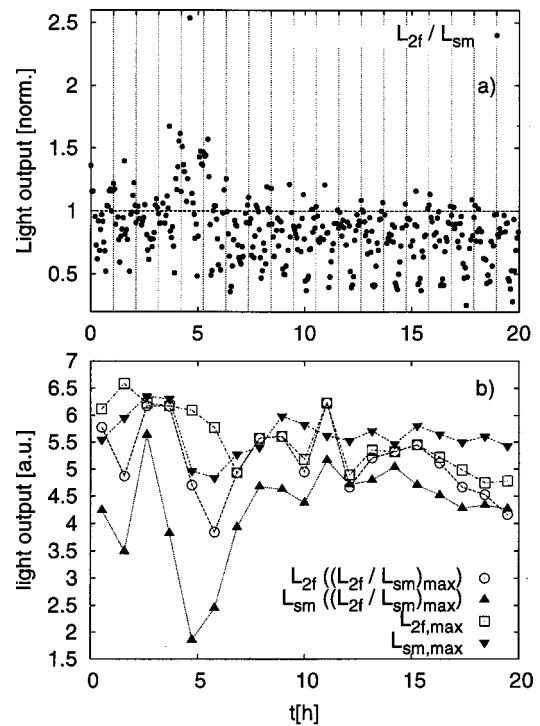 2.5
2
1.5
1
0.5
Light output [norm.]
L2f / Lsm
a)
0 5 10 15 20
7
6.5
6
5.5
5
4.5
4
3.5
3
2.5
2
1.5
light output [a.u.]
b)
L2f ((L2f / Lsm)max)
Lsm ((L2f / Lsm)max)
L2f,max
Lsm,max
0 5 10 15 20
t[h]